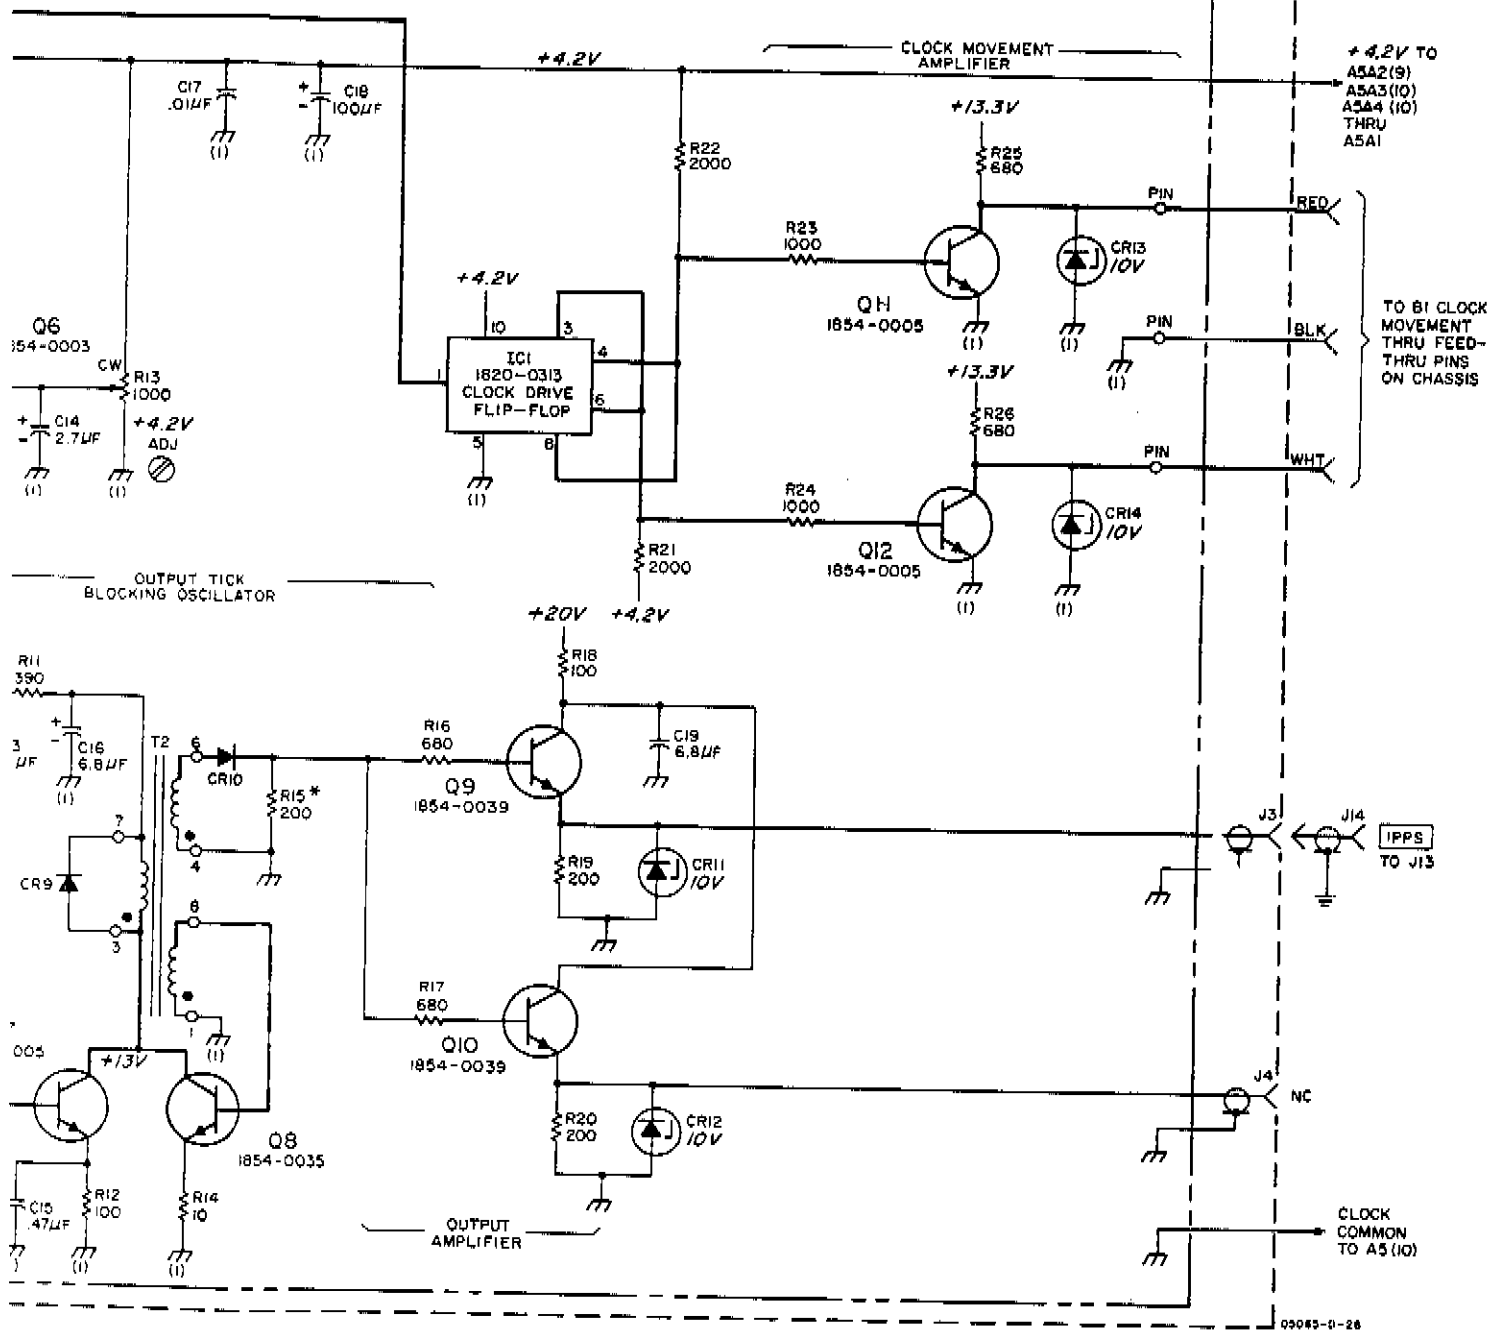 CLOCK MOVEMENT
AMPLIFIER
+4.2V
+4.2V TO
A5A2(9)
A5A3(10)
A5A4(10)
THRU
A5A1
C17
.01µF
(1)
+
-
C18
100µF
(1)
R22
2000
+13.3V
R25
680
PIN
RED
R23
1000
CR13
10V
QH
1854-0005
(1)
(1)
PIN
BLK
(1)
TO B1 CLOCK
MOVEMENT
THRU FEED-
THRU PINS
ON CHASSIS
+4.2V
10
3
4
1
6
5
8
IC1
1820-0313
CLOCK DRIVE
FLIP-FLOP
(1)
Q6
354-0003
CW
R13
1000
+
-
C14
2.7µF
+4.2V
ADJ
(1)
(1)
+13.3V
R26
680
PIN
WHT
R24
1000
CR14
10V
Q12
1854-0005
(1)
(1)
R21
2000
+4.2V
OUTPUT TICK
BLOCKING OSCILLATOR
+20V
R18
100
R11
390
+
-
C16
6.8µF
(1)
3
µF
T2
6
CR10
R15*
200
4
7
CR9
3
8
1
(1)
R16
680
Q9
1854-0039
C19
6.8µF
R19
200
CR11
10V
J3
J14
1PPS
TO J13
R17
680
Q10
1854-0039
R20
200
CR12
10V
J4
NC
005
+13V
Q8
1854-0035
C15
.47µF
R12
100
R14
10
)
(1)
(1)
OUTPUT
AMPLIFIER
CLOCK
COMMON
TO A5(10)
05065-D-26